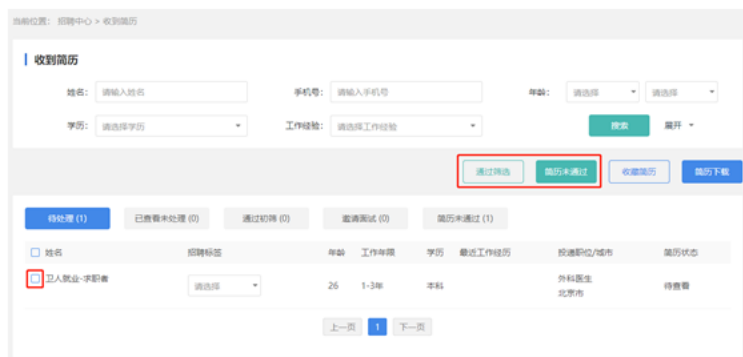 当前位置: 招聘中心 > 收到简历
收到简历
姓名: 请输入姓名 手机号: 请输入手机号 年龄: 请选择 请选择
学历: 请选择学历 工作经验: 请选择工作经验 搜索 展开
通过筛选 简历未通过 收藏简历 简历下载
待处理 (1) 已查看未处理 (0) 通过初筛 (0) 邀请面试 (0) 简历未通过 (1)
姓名 招聘标签 年龄 工作年限 学历 最近工作经历 投递职位/城市 简历状态
卫人就业-求职者 请选择 26 1-3年 本科 外科医生 待查看
北京市
上一页 1 下一页